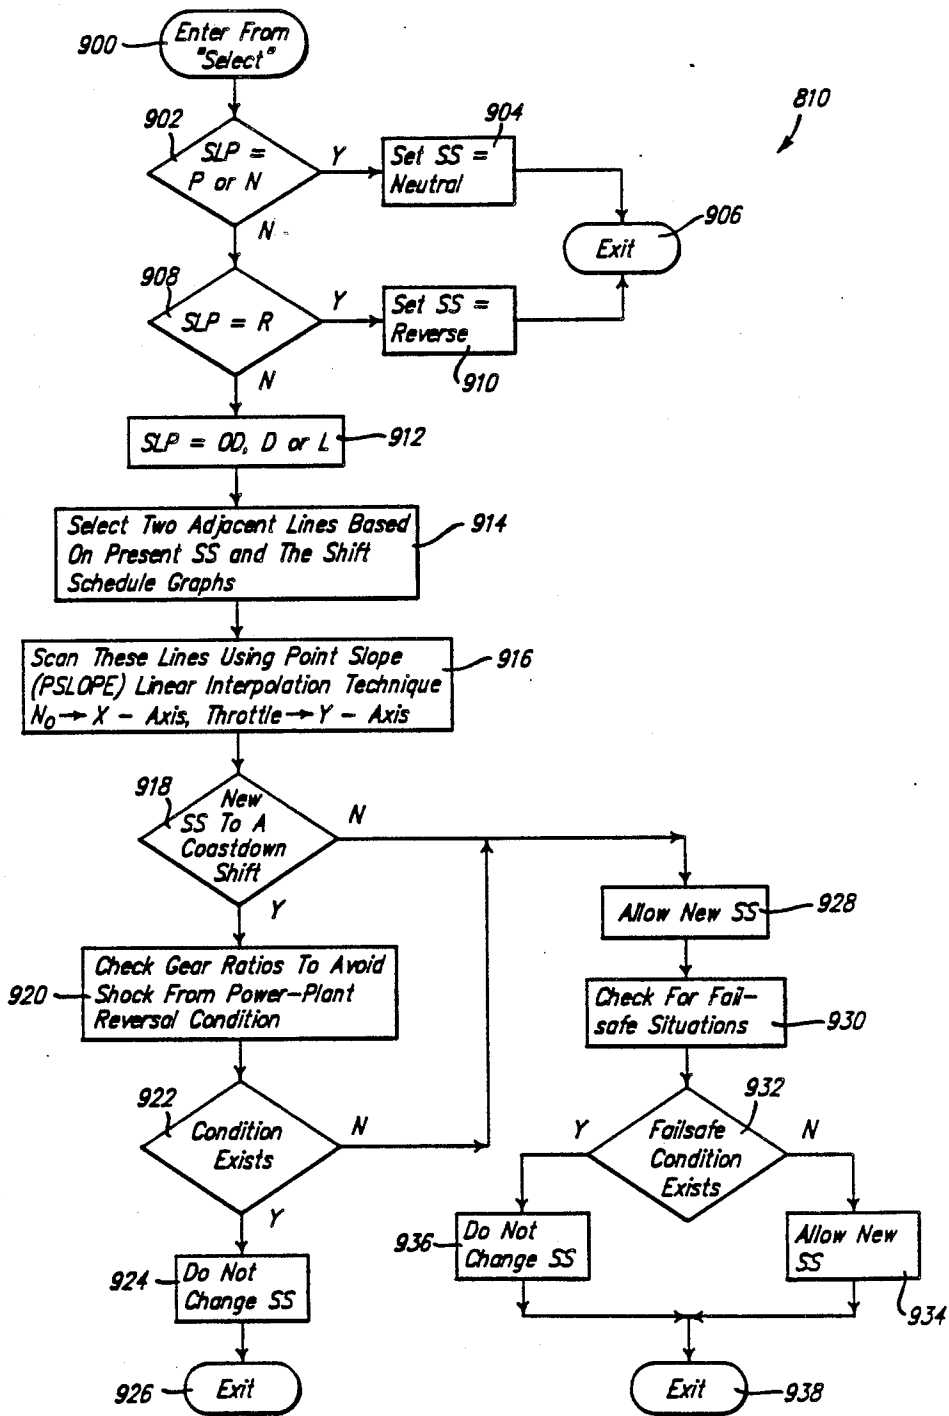 900
Enter From
"Select"
810
902
SLP =
P or N
Y
904
Set SS =
Neutral
906
Exit
N
908
SLP = R
Y
Set SS =
Reverse
910
N
SLP = OD, D or L
912
Select Two Adjacent Lines Based
On Present SS and The Shift
Schedule Graphs
914
Scan These Lines Using Point Slope
(PSLOPE) Linear Interpolation Technique
No → X - Axis, Throttle → Y - Axis
916
918
New
SS To A
Coastdown
Shift
N
Y
920
Check Gear Ratios To Avoid
Shock From Power-Plant
Reversal Condition
922
Condition
Exists
N
Y
924
Do Not
Change SS
926
Exit
Allow New SS
928
Check For Fail-
safe Situations
930
932
Failsafe
Condition
Exists
Y
N
936
Do Not
Change SS
Allow New
SS
934
Exit
938